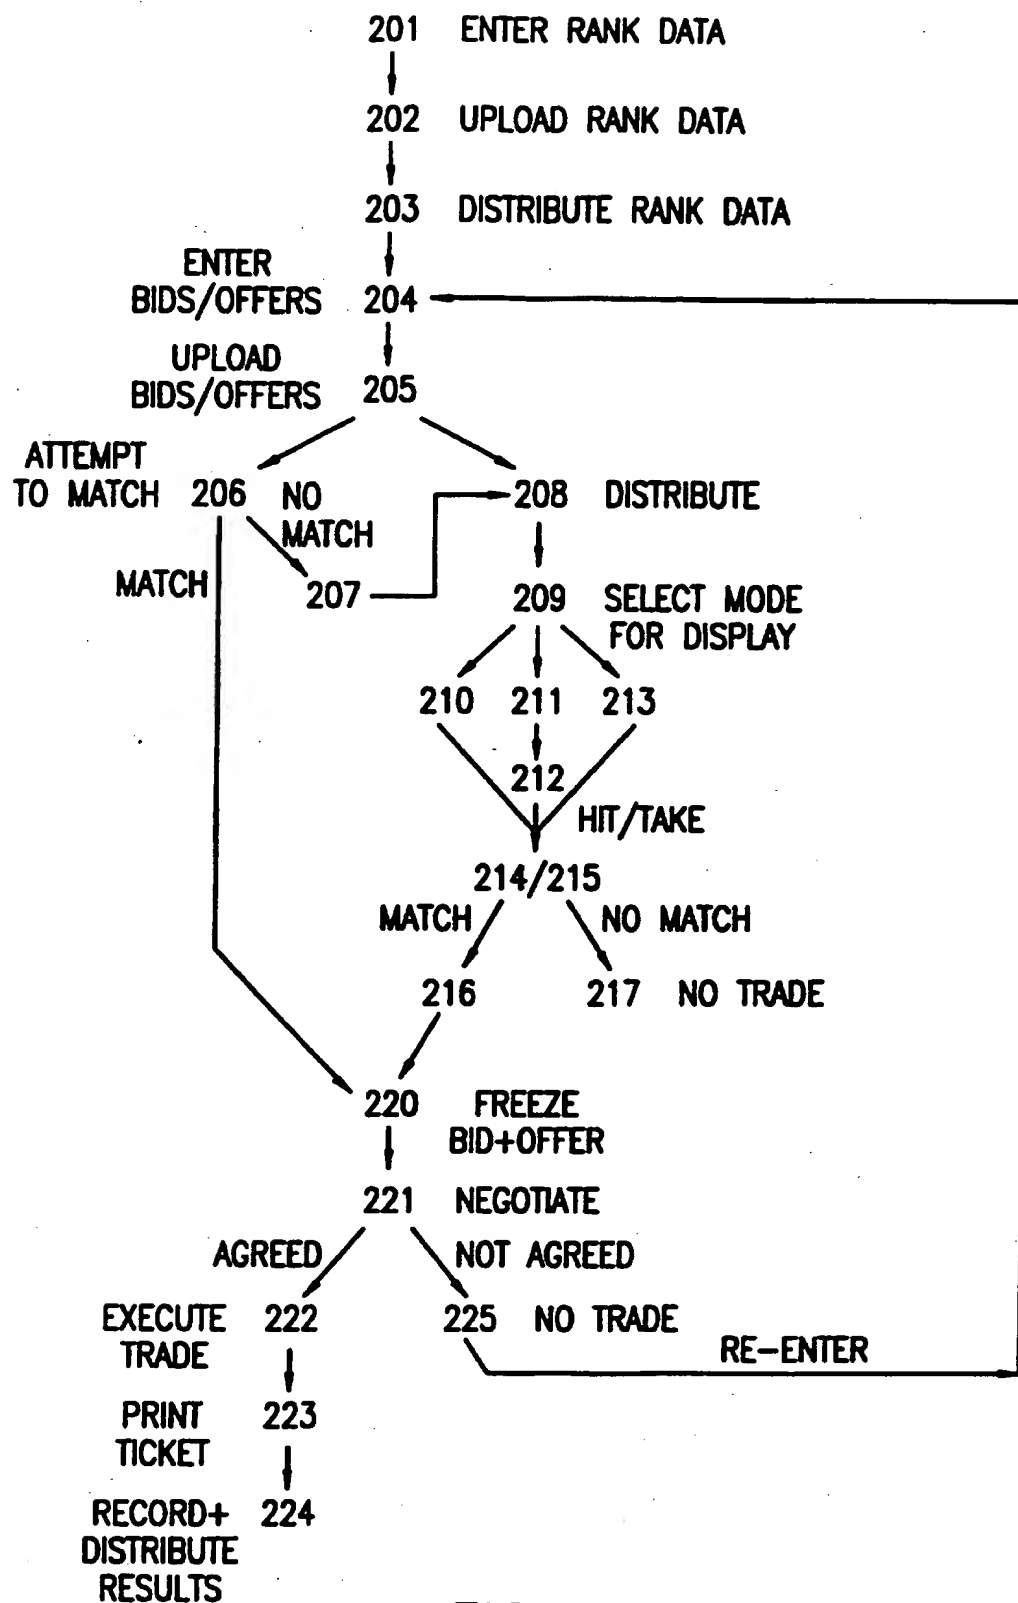 201 ENTER RANK DATA
202 UPLOAD RANK DATA
203 DISTRIBUTE RANK DATA
ENTER
BIDS/OFFERS 204
UPLOAD
BIDS/OFFERS 205
ATTEMPT
TO MATCH 206 NO
MATCH
208 DISTRIBUTE
MATCH
207
209 SELECT MODE
FOR DISPLAY
210 211 213
212
HIT/TAKE
214/215
MATCH NO MATCH
216 217 NO TRADE
220 FREEZE
BID+OFFER
221 NEGOTIATE
AGREED NOT AGREED
EXECUTE 222
TRADE
225 NO TRADE
RE-ENTER
PRINT 223
TICKET
RECORD+ 224
DISTRIBUTE
RESULTS